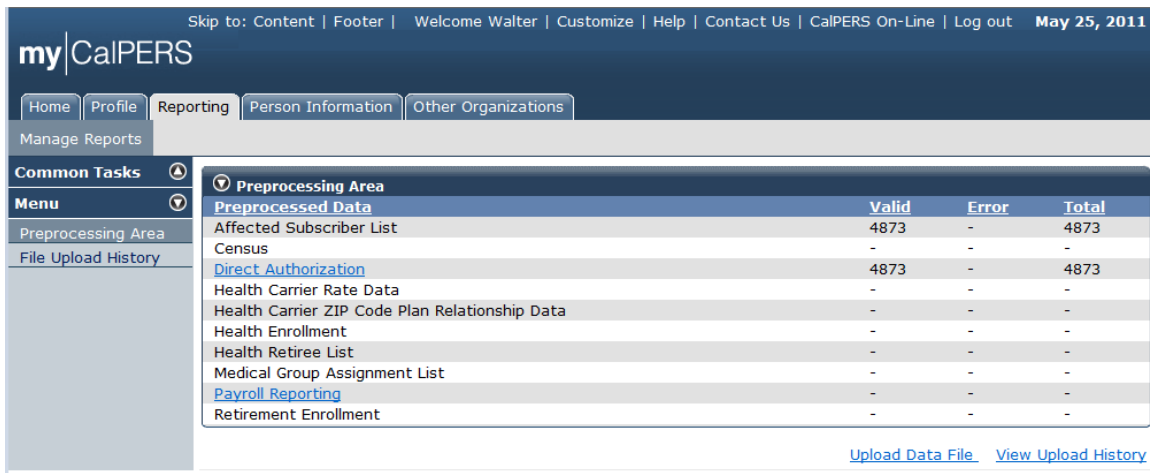 Skip to: Content | Footer | Welcome Walter | Customize | Help | Contact Us | CalPERS On-Line | Log out May 25, 2011
my|CalPERS
Home Profile Reporting Person Information Other Organizations
Manage Reports
Common Tasks
Menu
Preprocessing Area
File Upload History
Preprocessing Area
Preprocessed Data Valid Error Total
Affected Subscriber List 4873 - 4873
Census - - -
Direct Authorization 4873 - 4873
Health Carrier Rate Data - - -
Health Carrier ZIP Code Plan Relationship Data - - -
Health Enrollment - - -
Health Retiree List - - -
Medical Group Assignment List - - -
Payroll Reporting - - -
Retirement Enrollment - - -
Upload Data File View Upload History